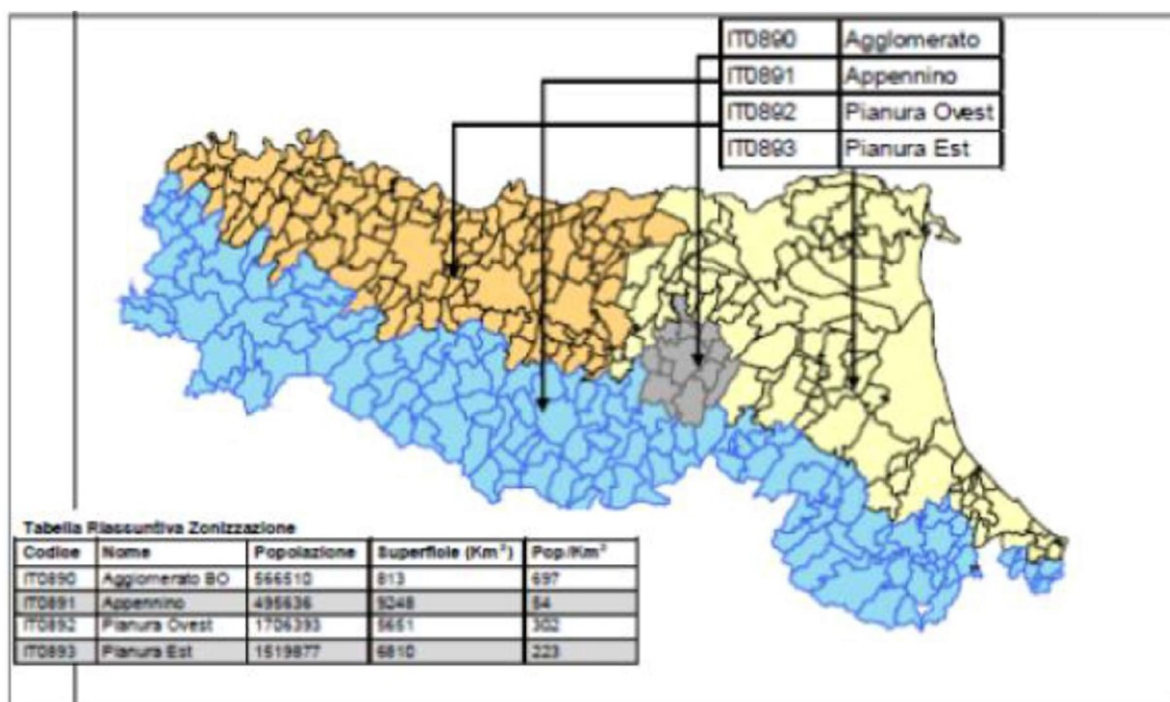 IT0890 Agglomerato
IT0891 Appennino
IT0892 Pianura Ovest
IT0893 Pianura Est
Tabella Riassuntiva Zonizzazione
Codice Nome Popolazione Superficie (Km²) Pop/Km²
IT0890 Agglomerato BO 566510 813 697
IT0891 Appennino 495636 9248 54
IT0892 Pianura Ovest 1706393 5651 302
IT0893 Pianura Est 1519877 6810 223